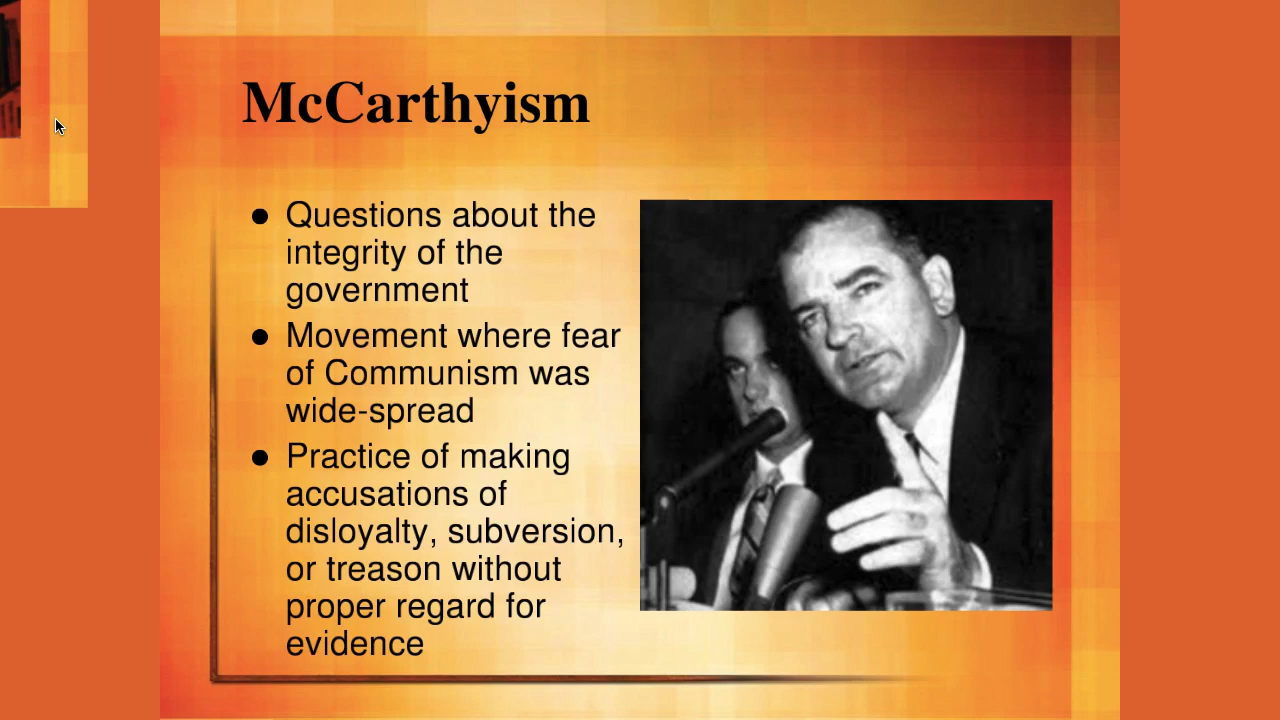 McCarthyism
● Questions about the
integrity of the
government
● Movement where fear
of Communism was
wide-spread
● Practice of making
accusations of
disloyalty, subversion,
or treason without
proper regard for
evidence